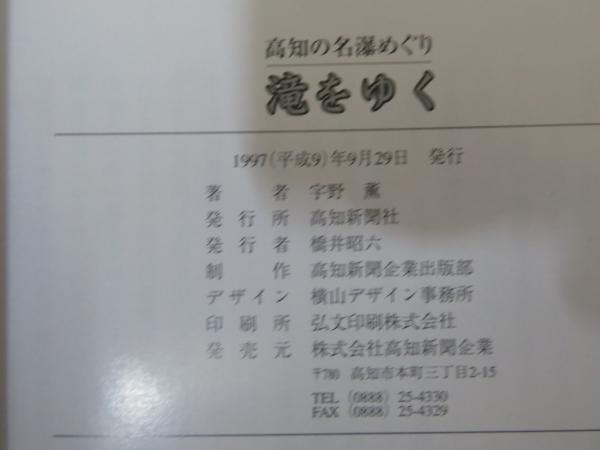 高知の名瀑めぐり
滝をゆく
1997(平成9)年9月29日 発行
著者 宇野 薫
発行所 高知新聞社
発行者 橋井昭六
制作 高知新聞企業出版部
デザイン 横山デザイン事務所
印刷所 弘文印刷株式会社
発売元 株式会社高知新聞企業
〒780 高知市本町三丁目2-15
TEL (0888) 25-4330
FAX (0888) 25-4329